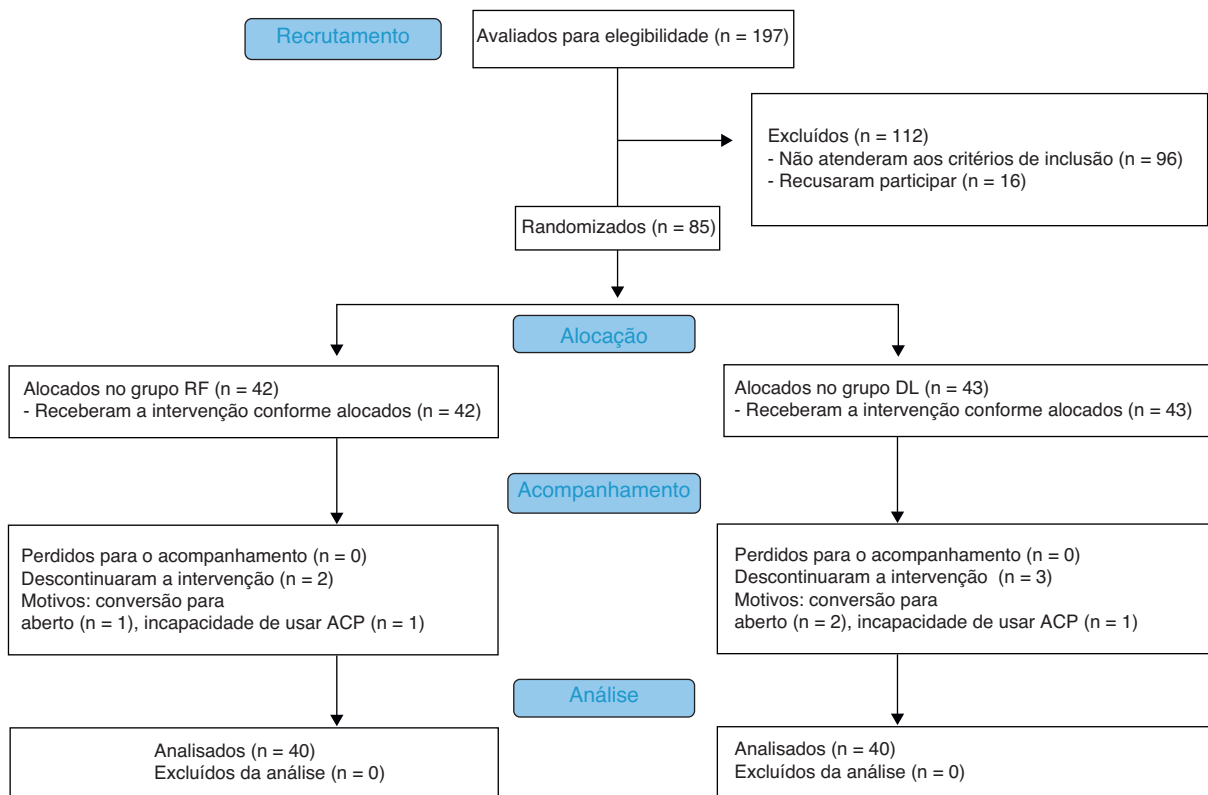 Recrutamento
Avaliados para elegibilidade (n = 197)
Excluídos (n = 112)
- Não atenderam aos critérios de inclusão (n = 96)
- Recusaram participar (n = 16)
Randomizados (n = 85)
Alocação
Alocados no grupo RF (n = 42)
- Receberam a intervenção conforme alocados (n = 42)
Alocados no grupo DL (n = 43)
- Receberam a intervenção conforme alocados (n = 43)
Acompanhamento
Perdidos para o acompanhamento (n = 0)
Descontinuaram a intervenção (n = 2)
Motivos: conversão para
aberto (n = 1), incapacidade de usar ACP (n = 1)
Perdidos para o acompanhamento (n = 0)
Descontinuaram a intervenção (n = 3)
Motivos: conversão para
aberto (n = 2), incapacidade de usar ACP (n = 1)
Análise
Analisados (n = 40)
Excluídos da análise (n = 0)
Analisados (n = 40)
Excluídos da análise (n = 0)